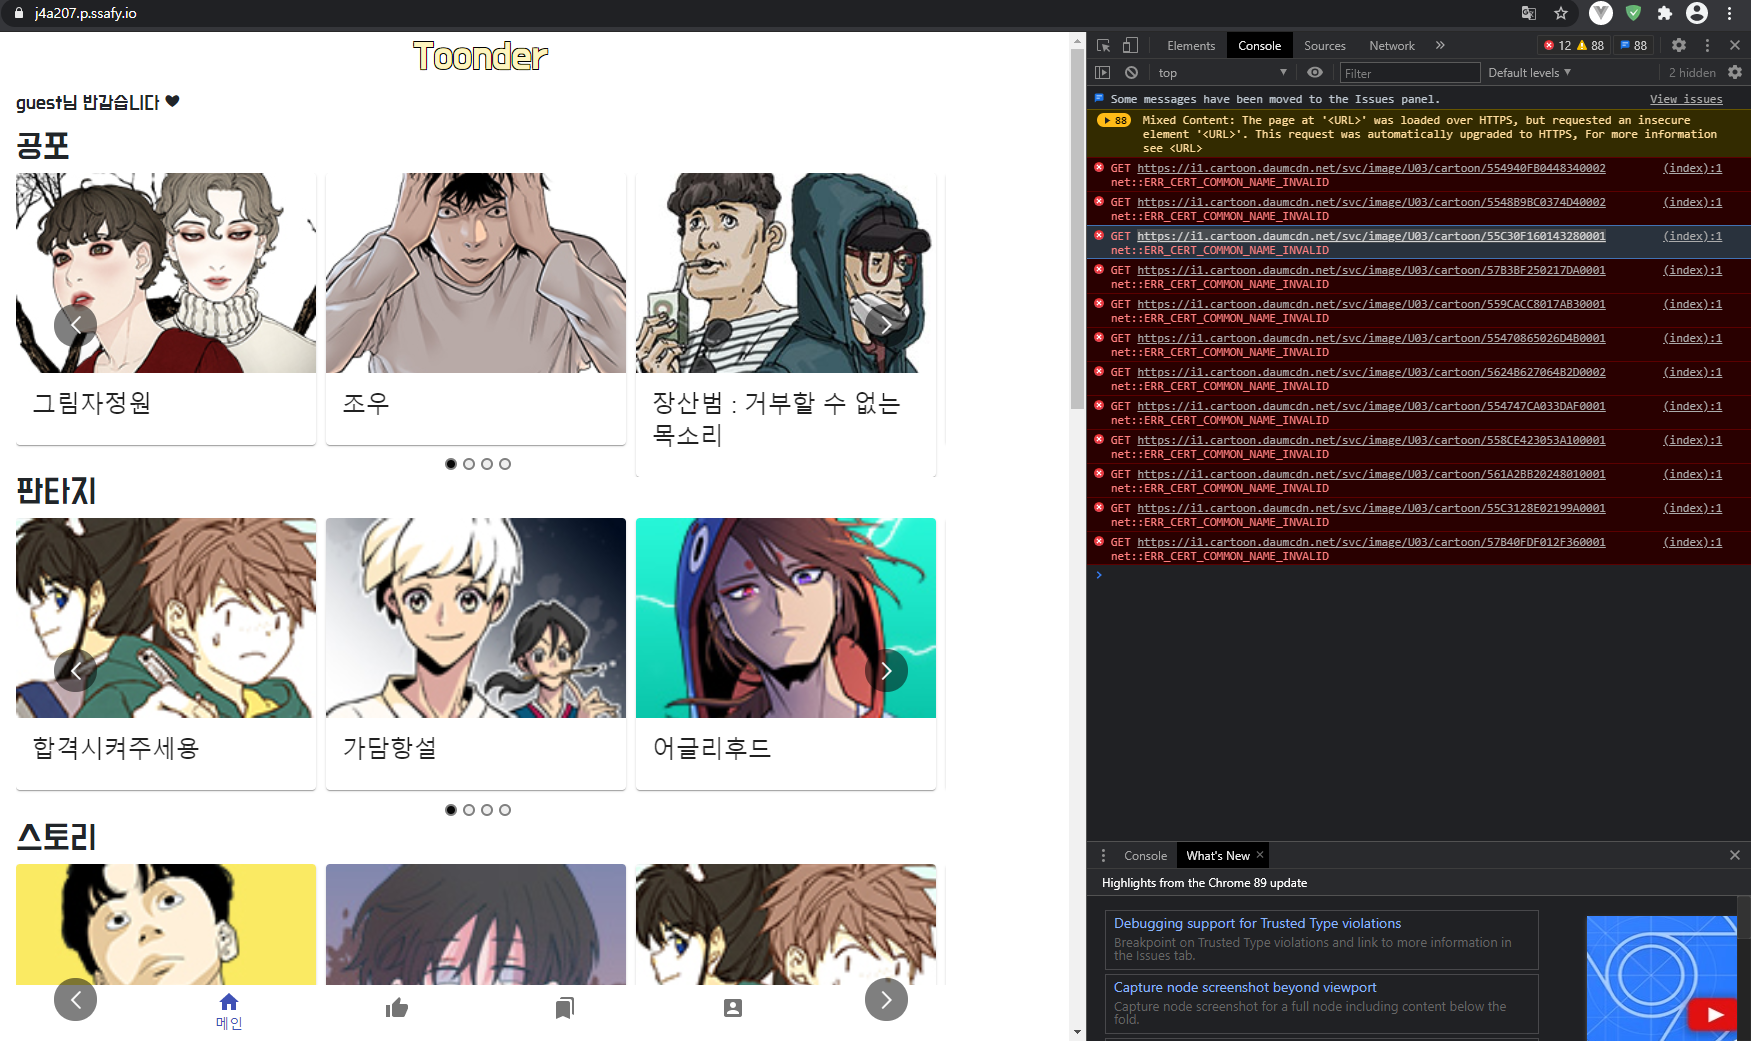 j4a207.p.ssafy.io
Toonder
guest님 반갑습니다 ♥
공포
그림자정원
조우
장산범 : 거부할 수 없는
목소리
판타지
합격시켜주세용
가담항설
어글리후드
스토리
메인
Elements
Console
Sources
Network
»
12
88
88
top
Filter
Default levels
2 hidden
Some messages have been moved to the Issues panel.
View issues
88
Mixed Content: The page at '<URL>' was loaded over HTTPS, but requested an insecure
element '<URL>'. This request was automatically upgraded to HTTPS, For more information
see <URL>
GET https://i1.cartoon.daumcdn.net/svc/image/U03/cartoon/554940FB0448340002 (index):1
net::ERR_CERT_COMMON_NAME_INVALID
GET https://i1.cartoon.daumcdn.net/svc/image/U03/cartoon/5548B9BC0374D40002 (index):1
net::ERR_CERT_COMMON_NAME_INVALID
GET https://i1.cartoon.daumcdn.net/svc/image/U03/cartoon/55C30F160143280001 (index):1
net::ERR_CERT_COMMON_NAME_INVALID
GET https://i1.cartoon.daumcdn.net/svc/image/U03/cartoon/57B3BF250217DA0001 (index):1
net::ERR_CERT_COMMON_NAME_INVALID
GET https://i1.cartoon.daumcdn.net/svc/image/U03/cartoon/559CACC8017AB30001 (index):1
net::ERR_CERT_COMMON_NAME_INVALID
GET https://i1.cartoon.daumcdn.net/svc/image/U03/cartoon/55470865026D4B0001 (index):1
net::ERR_CERT_COMMON_NAME_INVALID
GET https://i1.cartoon.daumcdn.net/svc/image/U03/cartoon/5624B627064B2D0002 (index):1
net::ERR_CERT_COMMON_NAME_INVALID
GET https://i1.cartoon.daumcdn.net/svc/image/U03/cartoon/554747CA033DAF0001 (index):1
net::ERR_CERT_COMMON_NAME_INVALID
GET https://i1.cartoon.daumcdn.net/svc/image/U03/cartoon/558CE423053A100001 (index):1
net::ERR_CERT_COMMON_NAME_INVALID
GET https://i1.cartoon.daumcdn.net/svc/image/U03/cartoon/561A2BB20248010001 (index):1
net::ERR_CERT_COMMON_NAME_INVALID
GET https://i1.cartoon.daumcdn.net/svc/image/U03/cartoon/55C3128E02199A0001 (index):1
net::ERR_CERT_COMMON_NAME_INVALID
GET https://i1.cartoon.daumcdn.net/svc/image/U03/cartoon/57B40FDF012F360001 (index):1
net::ERR_CERT_COMMON_NAME_INVALID
Console
What's New
Highlights from the Chrome 89 update
Debugging support for Trusted Type violations
Breakpoint on Trusted Type violations and link to more information in
the Issues tab.
Capture node screenshot beyond viewport
Capture node screenshot for a full node including content below the
fold.